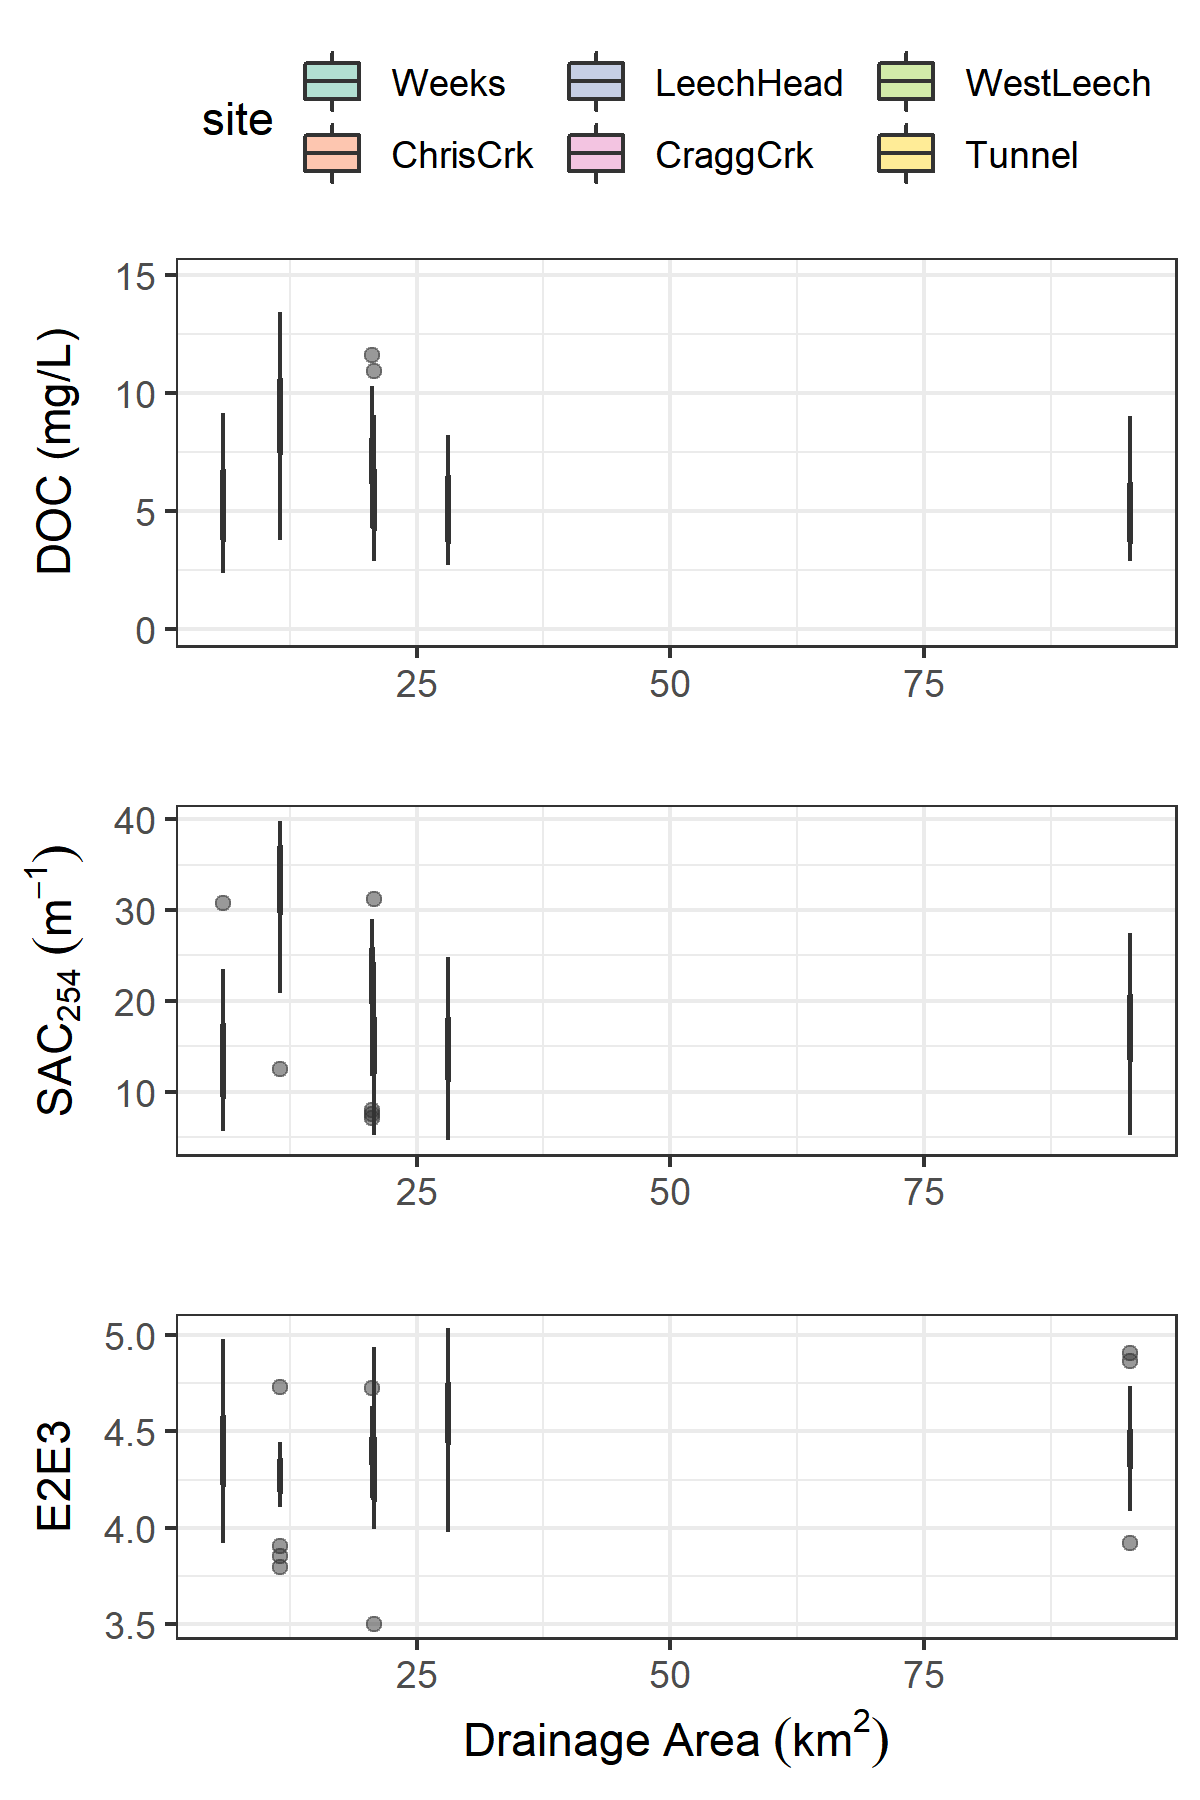 site
Weeks LeechHead WestLeech
ChrisCrk CraggCrk Tunnel
DOC (mg/L)
15
10
5
0
25 50 75
SAC₂₅₄ (m⁻¹)
40
30
20
10
25 50 75
E2E3
5.0
4.5
4.0
3.5
25 50 75
Drainage Area (km²)